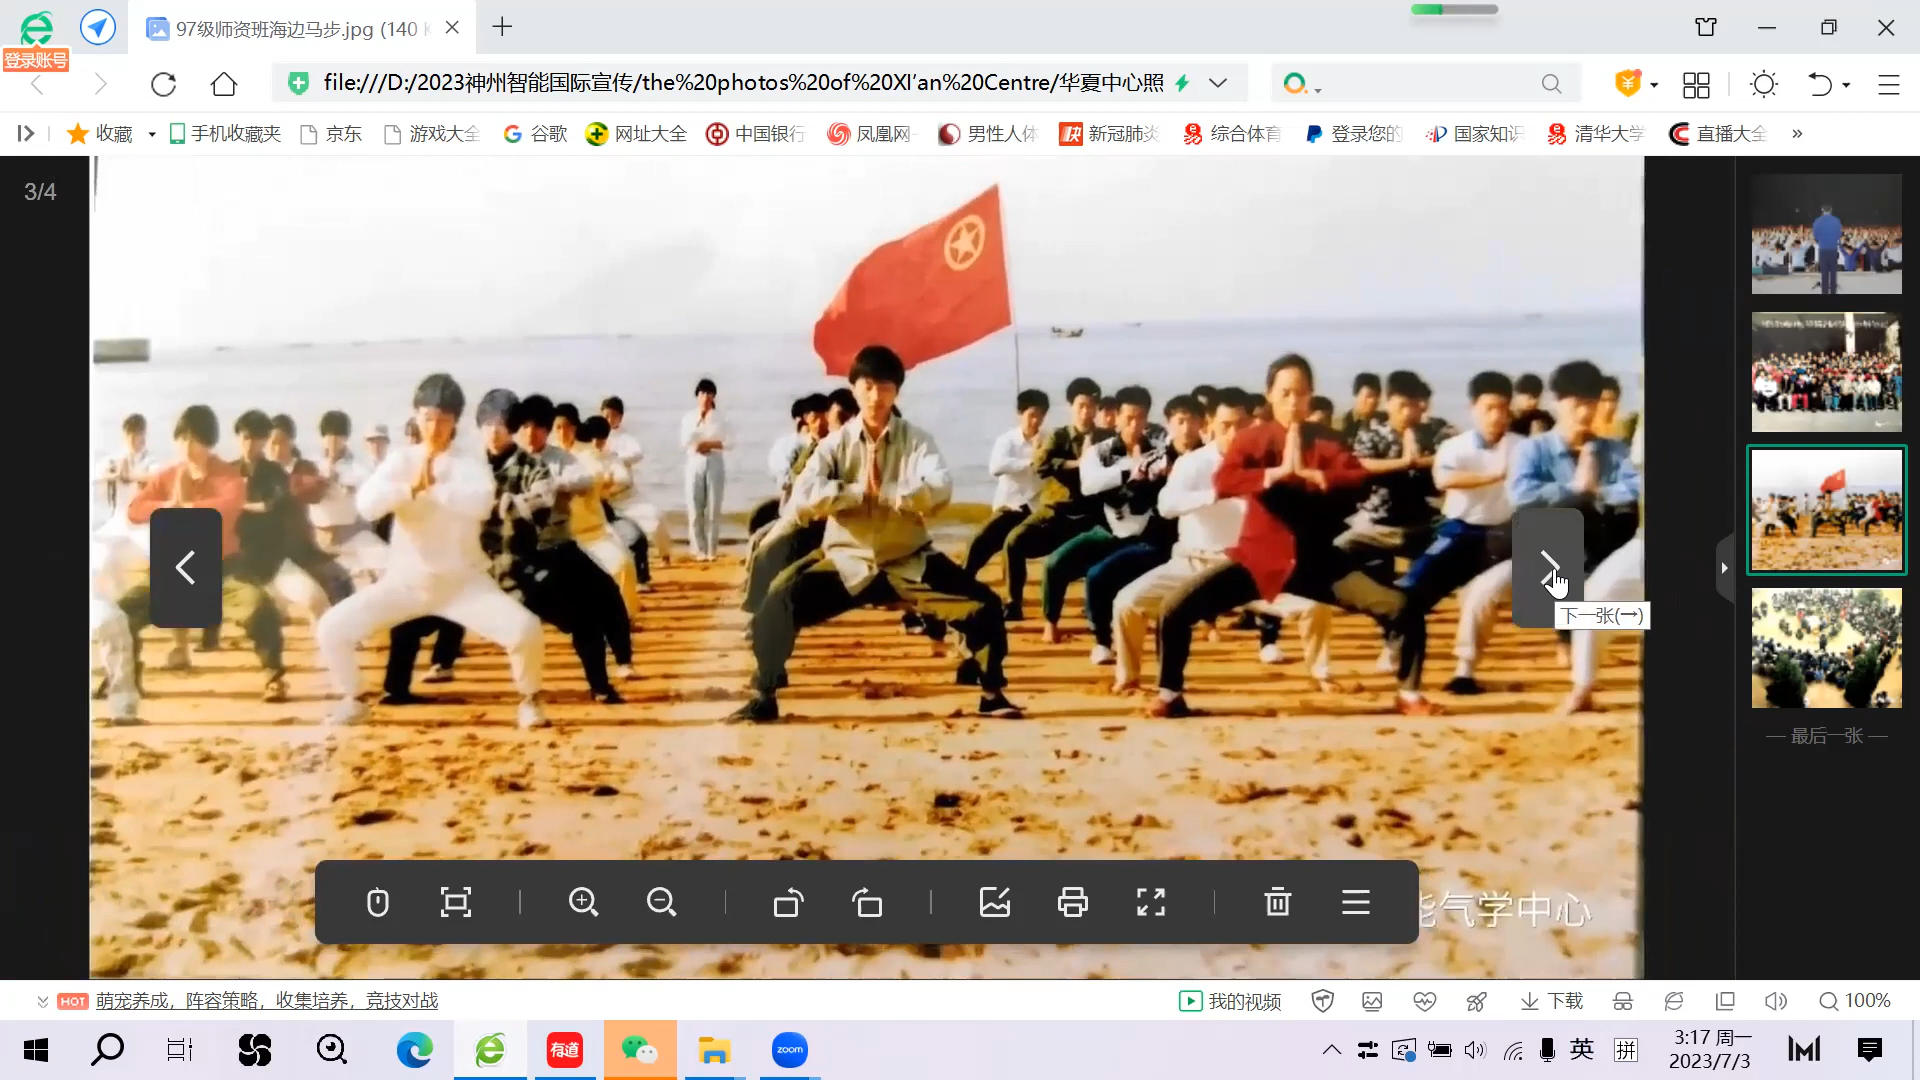 97级师资班海边马步.jpg (140
登录账号
file:///D:/2023神州智能国际宣传/the%20photos%20of%20XI'an%20Centre/华夏中心照
收藏
手机收藏夹
京东
游戏大全
谷歌
网址大全
中国银行
凤凰网
男性人体
新冠肺炎
综合体育
登录您的
国家知识
清华大学
直播大全
3/4
下一张(→)
最后一张
能气学中心
HOT 萌宠养成，阵容策略，收集培养，竞技对战
我的视频
下载
100%
有道
zoom
英
拼
3:17 周一
2023/7/3